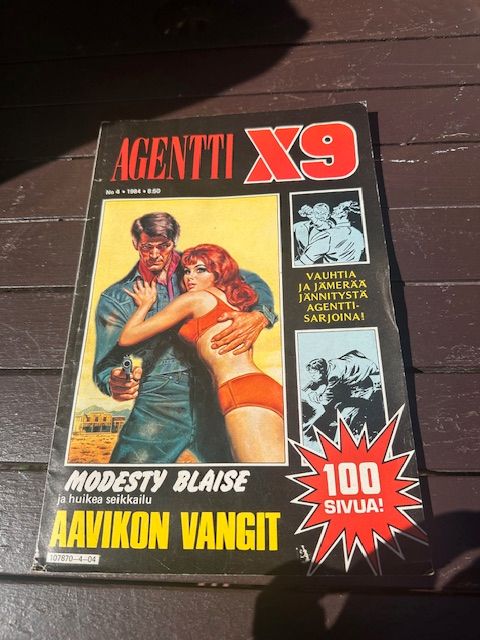 AGENTTI X9
No 4 • 1984 • 8:50
VAUHTIA
JA JÄMERÄÄ
JÄNNITYSTÄ
AGENTTI-
SARJOINA!
100
SIVUA!
MODESTY BLAISE
ja huikea seikkailu
AAVIKON VANGIT
107870-4-04